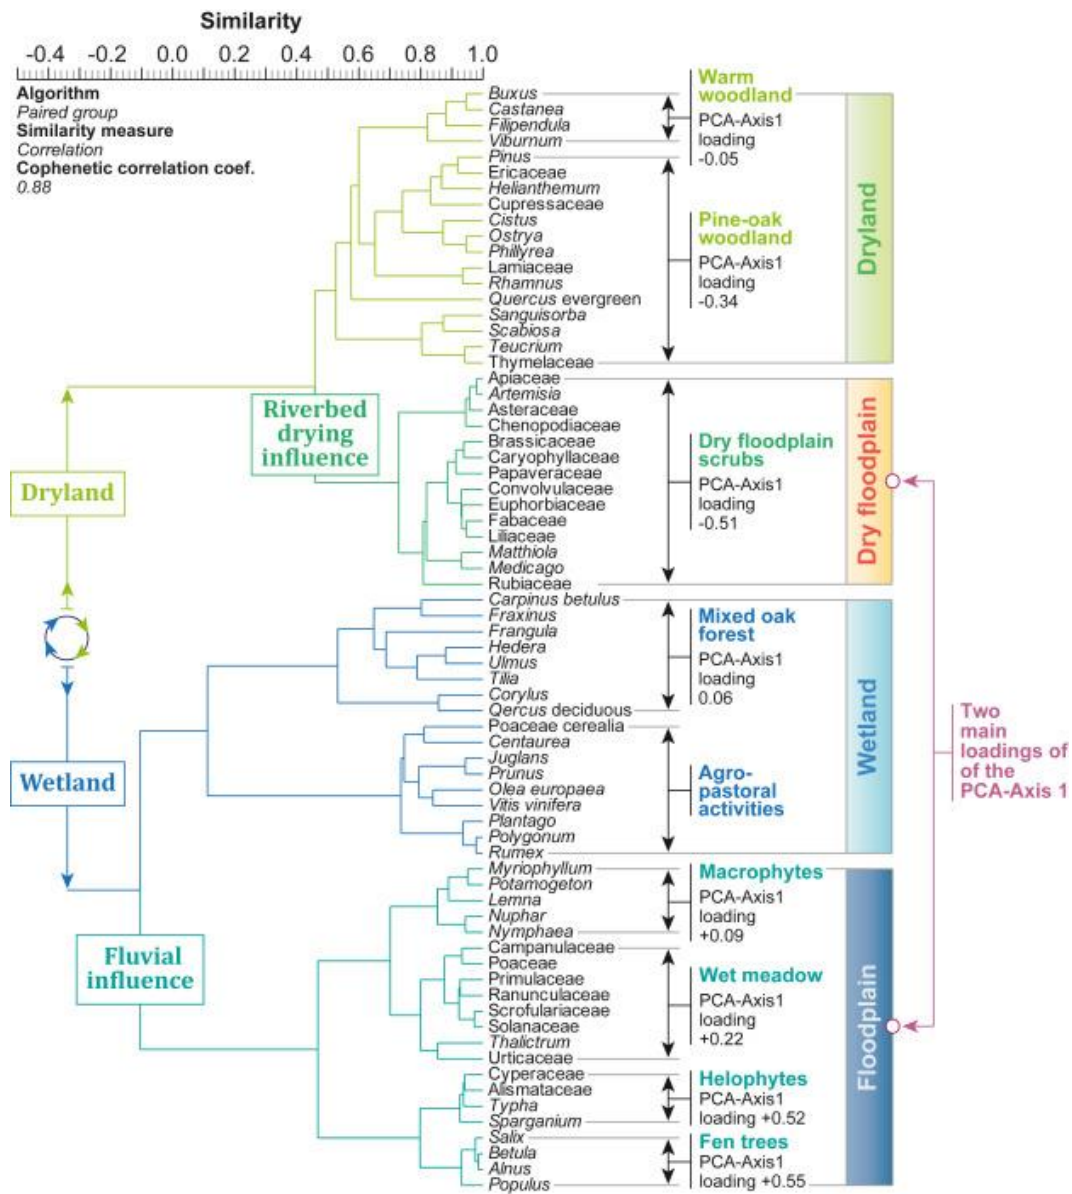 Similarity
-0.4 -0.2 0.0 0.2 0.4 0.6 0.8 1.0
Algorithm
Paired group
Similarity measure
Correlation
Cophenetic correlation coef.
0.88
Buxus
Castanea
Filipendula
Viburnum
Pinus
Ericaceae
Helianthemum
Cupressaceae
Cistus
Ostrya
Phillyrea
Lamiaceae
Rhamnus
Quercus evergreen
Sanguisorba
Scabiosa
Teucrium
Thymelaceae
Apiaceae
Artemisia
Asteraceae
Chenopodiaceae
Brassicaceae
Caryophyllaceae
Papaveraceae
Convolvulaceae
Euphorbiaceae
Fabaceae
Liliaceae
Matthiola
Medicago
Rubiaceae
Carpinus betulus
Fraxinus
Frangula
Hedera
Ulmus
Tilia
Corylus
Qercus deciduous
Poaceae cerealia
Centaurea
Juglans
Prunus
Olea europaea
Vitis vinifera
Plantago
Polygonum
Rumex
Myriophyllum
Potamogeton
Lemna
Nuphar
Nymphaea
Campanulaceae
Poaceae
Primulaceae
Ranunculaceae
Scrofulariaceae
Solanaceae
Thalictrum
Urticaceae
Cyperaceae
Alismataceae
Typha
Sparganium
Salix
Betula
Alnus
Populus
Riverbed
drying
influence
Dryland
Wetland
Fluvial
influence
Warm
woodland
PCA-Axis1
loading
-0.05
Pine-oak
woodland
PCA-Axis1
loading
-0.34
Dry floodplain
scrubs
PCA-Axis1
loading
-0.51
Mixed oak
forest
PCA-Axis1
loading
0.06
Agro-
pastoral
activities
Macrophytes
PCA-Axis1
loading
+0.09
Wet meadow
PCA-Axis1
loading
+0.22
Helophytes
PCA-Axis1
loading +0.52
Fen trees
PCA-Axis1
loading +0.55
Dryland
Dry floodplain
Wetland
Floodplain
Two
main
loadings of
of the
PCA-Axis 1